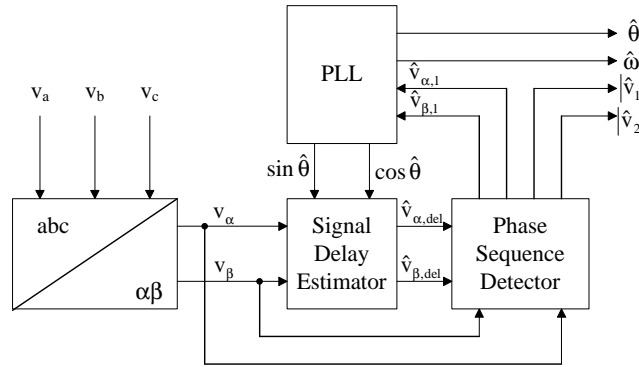 θ̂
PLL
ω̂
v̂α,1
|v̂1
v̂β,1
|v̂2
va vb vc
sin θ̂ cos θ̂
abc
αβ
vα
vβ
Signal
Delay
Estimator
v̂α,del
v̂β,del
Phase
Sequence
Detector